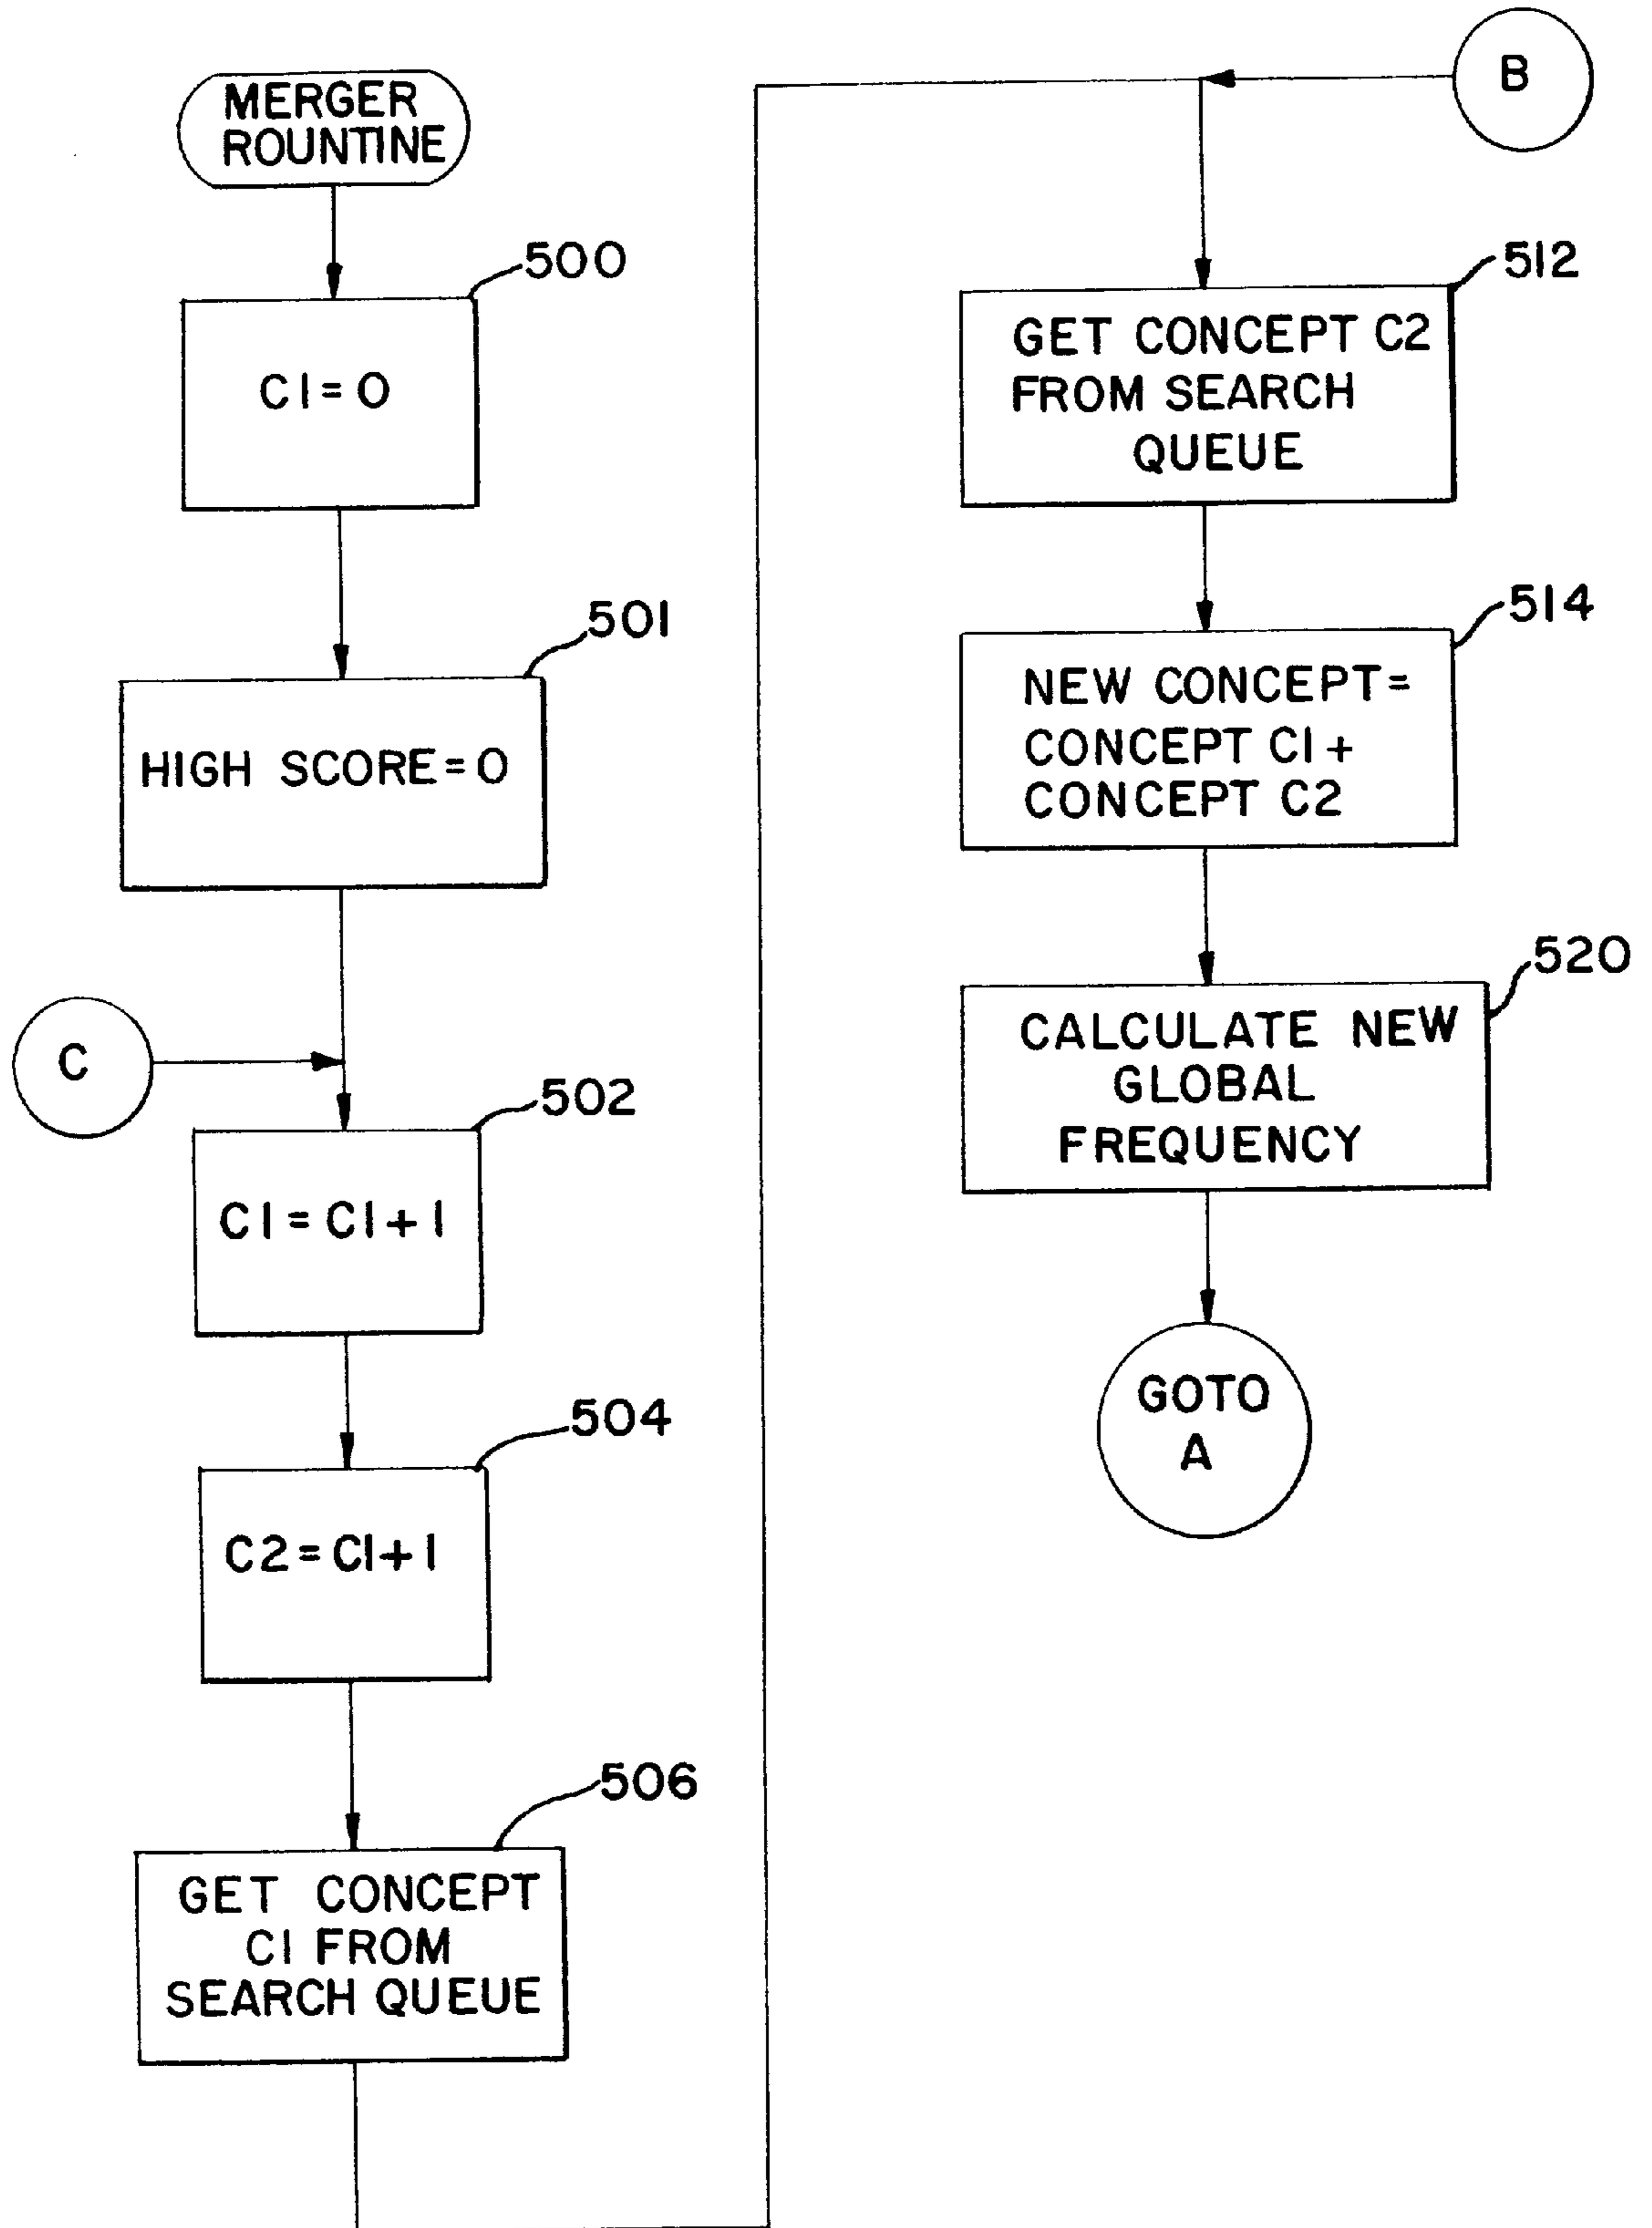 MERGER
ROUNTINE
500
C1=0
501
HIGH SCORE=0
C
502
C1=C1+1
504
C2=C1+1
506
GET CONCEPT
C1 FROM
SEARCH QUEUE
B
512
GET CONCEPT C2
FROM SEARCH
QUEUE
514
NEW CONCEPT=
CONCEPT C1+
CONCEPT C2
520
CALCULATE NEW
GLOBAL
FREQUENCY
GOTO
A